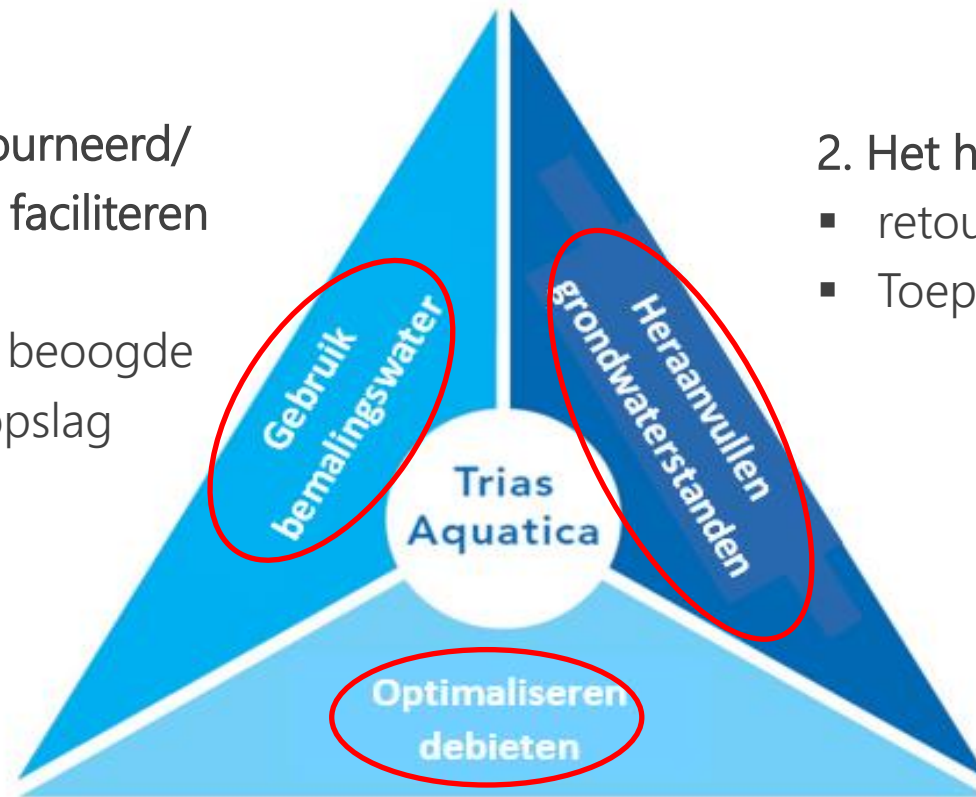 ourneerd/
faciliteren
beoogde
opslag
Gebruik
bemalingswater
Trias
Aquatica
Heraanvullen
grondwaterstanden
2. Het h
▪ retou
▪ Toep
Optimaliseren
debieten